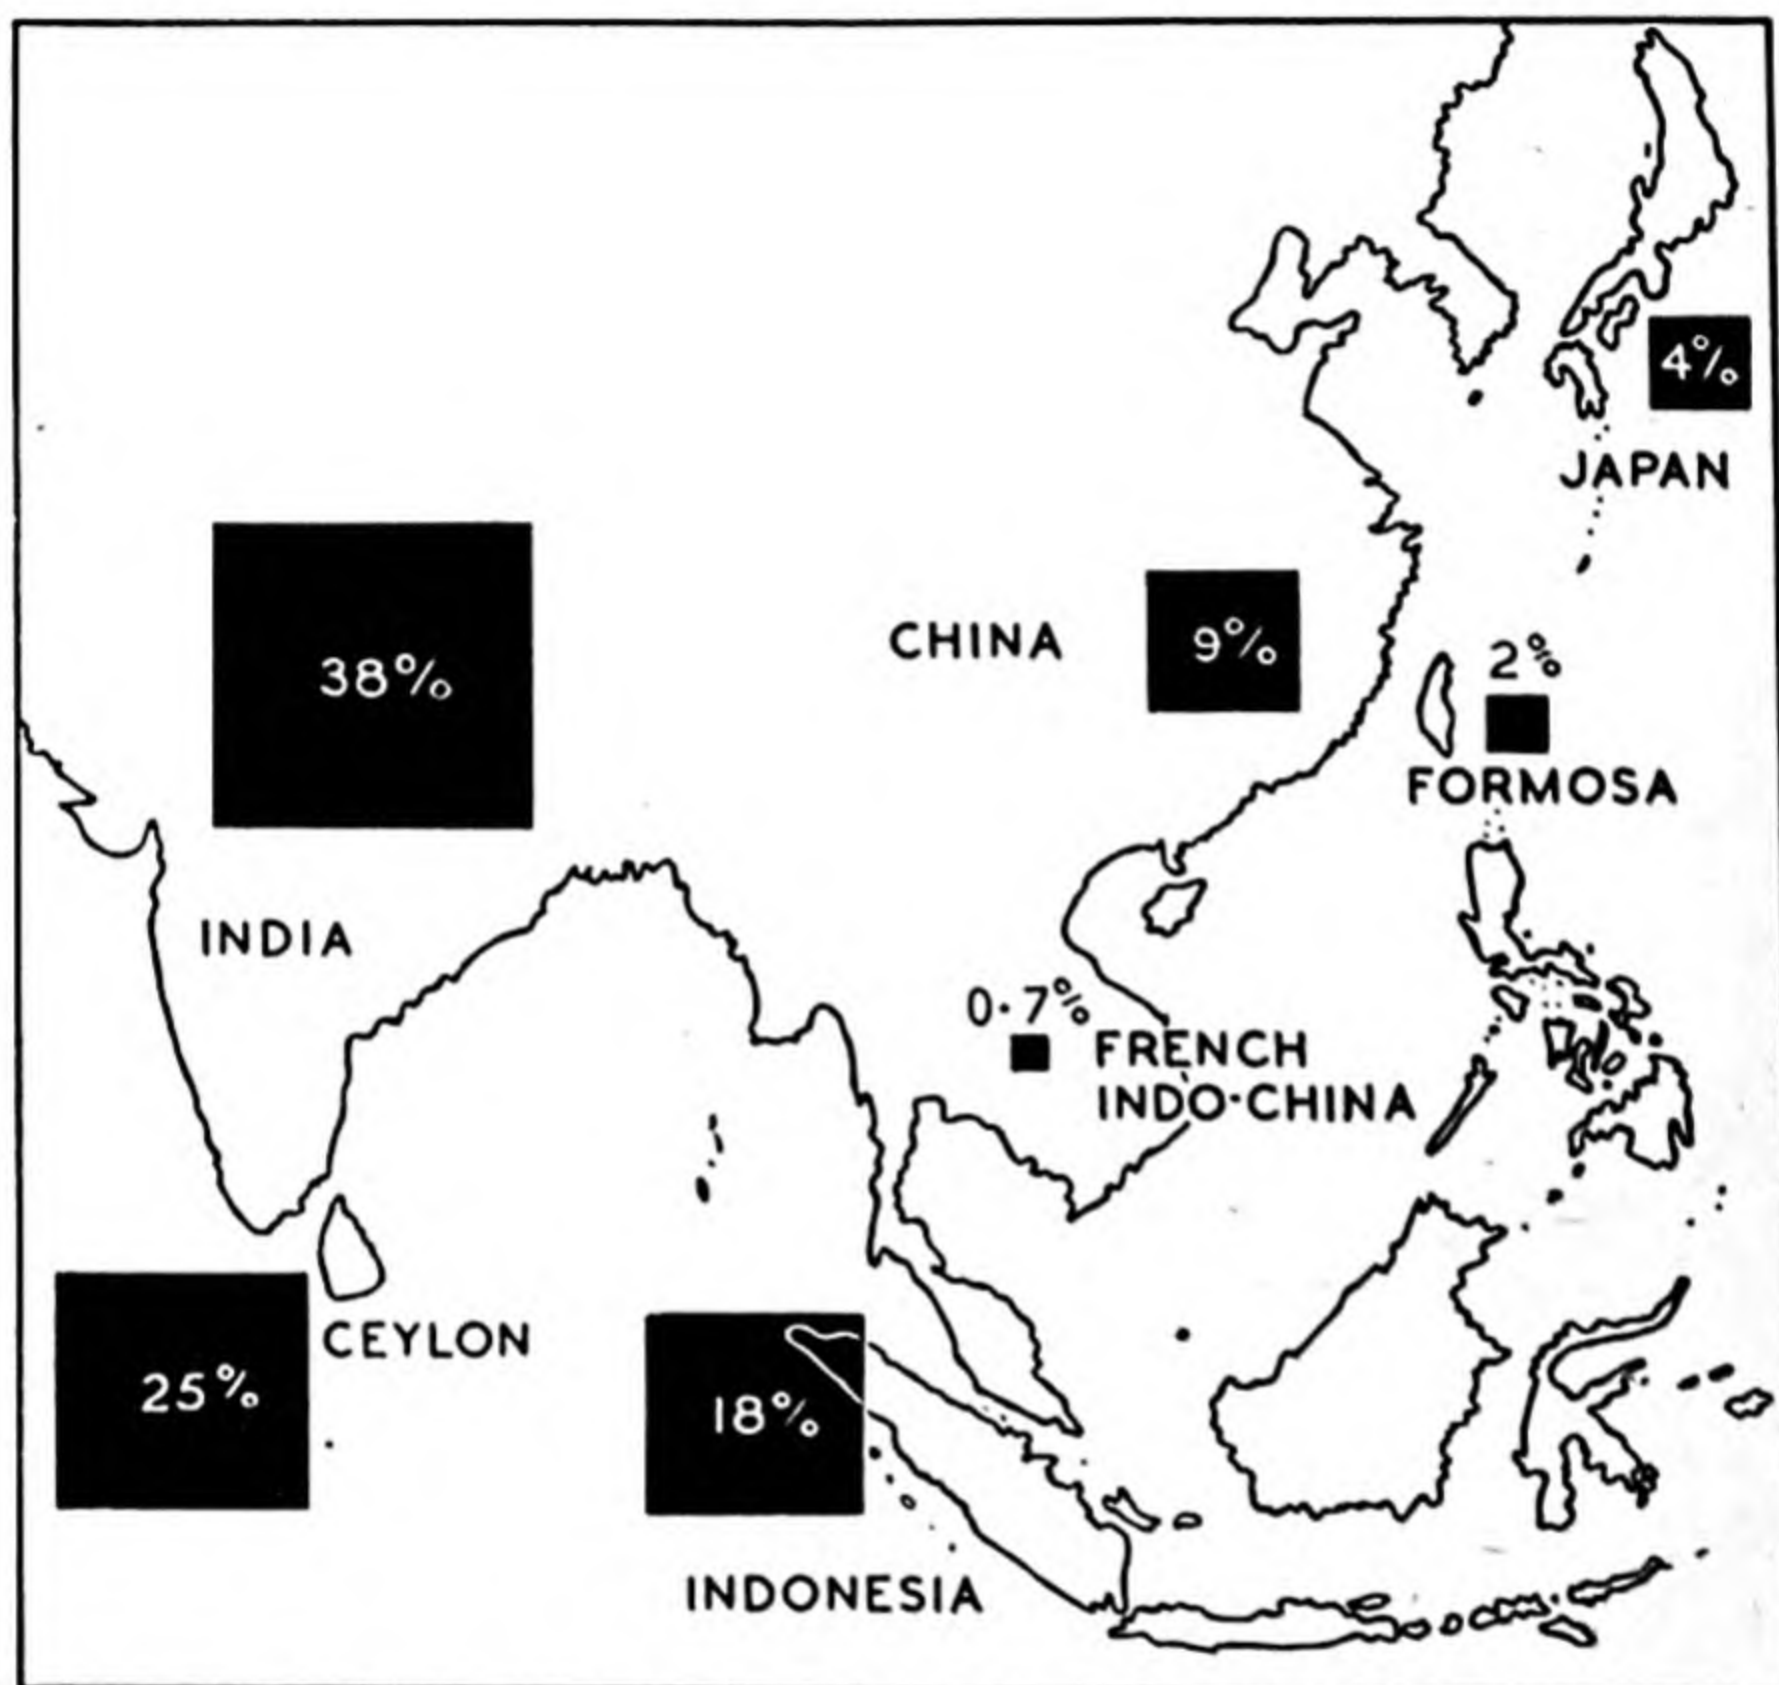 4%
JAPAN
38%
CHINA
9%
2%
FORMOSA
INDIA
0·7%
FRENCH
INDO-CHINA
CEYLON
25%
18%
INDONESIA